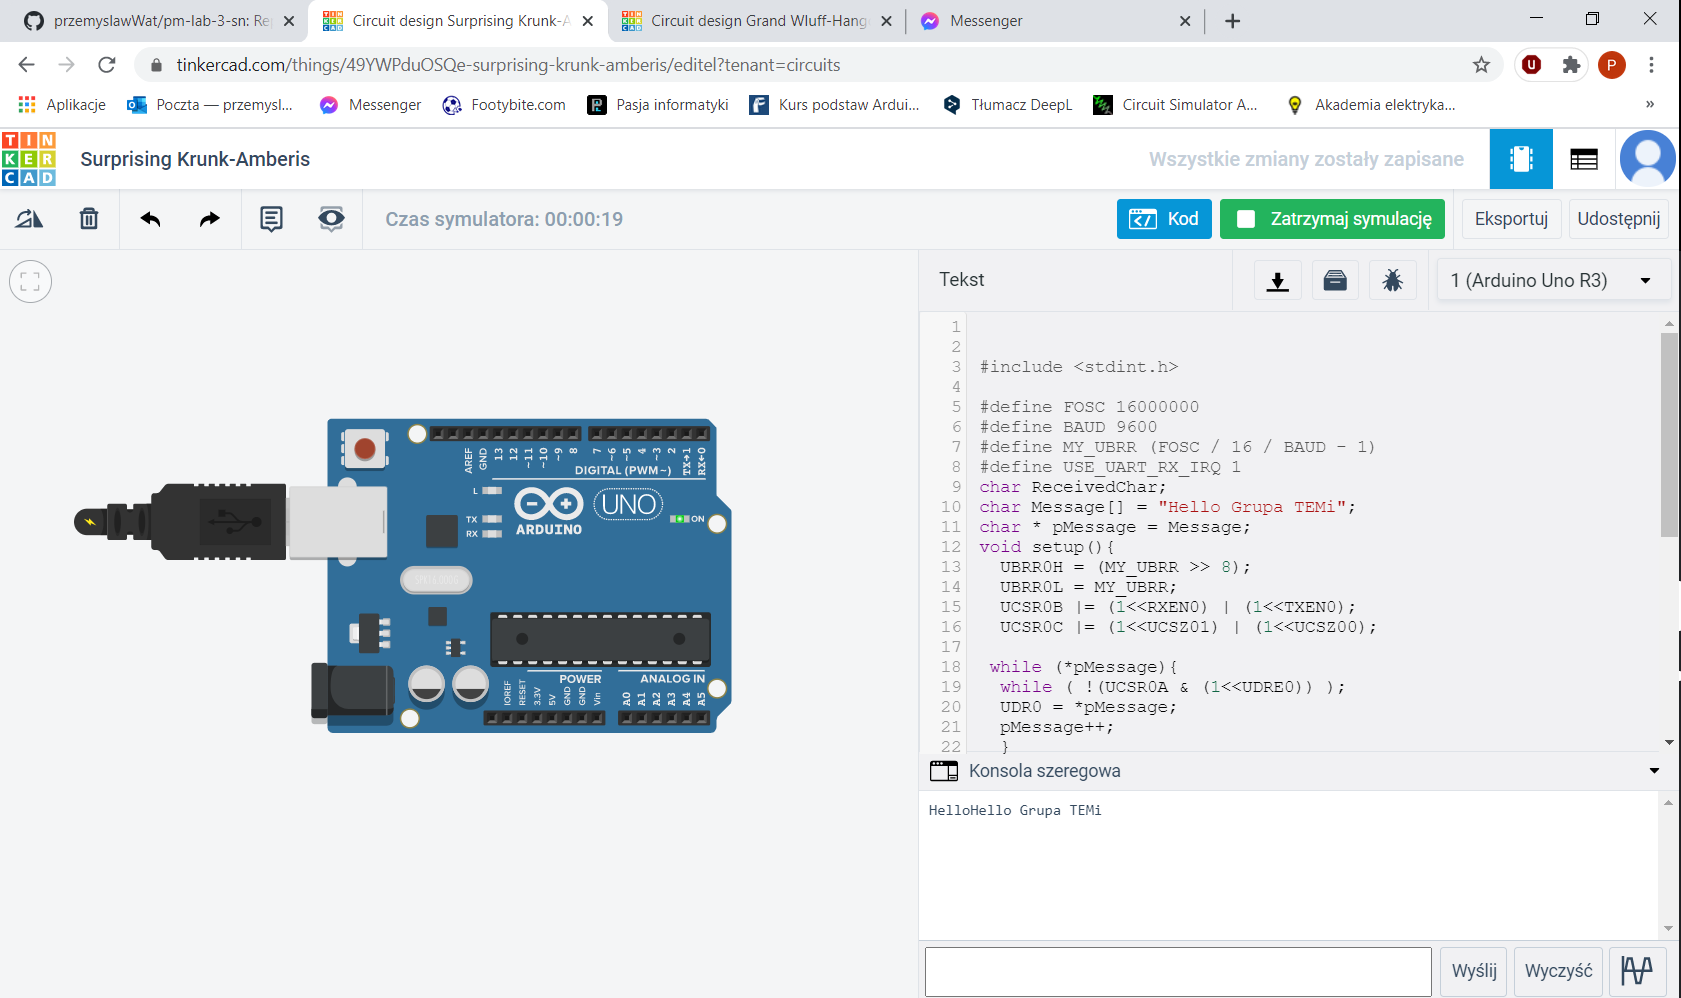 przemyslawWat/pm-lab-3-sn: Re
Circuit design Surprising Krunk-A
Circuit design Grand Wluff-Hang
Messenger
tinkercad.com/things/49YWPduOSQe-surprising-krunk-amberis/editel?tenant=circuits
U
P
Aplikacje
Poczta — przemysl...
Messenger
Footybite.com
Pasja informatyki
Kurs podstaw Ardui...
Tłumacz DeepL
Circuit Simulator A...
Akademia elektryka...
»
TINKERCAD
Surprising Krunk-Amberis
Wszystkie zmiany zostały zapisane
Czas symulatora: 00:00:19
Kod
Zatrzymaj symulację
Eksportuj
Udostępnij
Tekst
1 (Arduino Uno R3)
1
2
3 #include <stdint.h>
4
5 #define FOSC 16000000
6 #define BAUD 9600
7 #define MY_UBRR (FOSC / 16 / BAUD - 1)
8 #define USE_UART_RX_IRQ 1
9 char ReceivedChar;
10 char Message[] = "Hello Grupa TEMi";
11 char * pMessage = Message;
12 void setup(){
13 UBRR0H = (MY_UBRR >> 8);
14 UBRR0L = MY_UBRR;
15 UCSR0B |= (1<<RXEN0) | (1<<TXEN0);
16 UCSR0C |= (1<<UCSZ01) | (1<<UCSZ00);
17
18 while (*pMessage){
19 while ( !(UCSR0A & (1<<UDRE0)) );
20 UDR0 = *pMessage;
21 pMessage++;
22 }
AREF
GND
13
12
~11
~10
~9
8
7
~6
~5
4
~3
2
TX→1
RX←0
DIGITAL (PWM~)
L
TX
RX
ARDUINO
UNO
ON
POWER
ANALOG IN
IOREF
RESET
3.3V
5V
GND
GND
Vin
A0
A1
A2
A3
A4
A5
Konsola szeregowa
HelloHello Grupa TEMi
Wyślij
Wyczyść